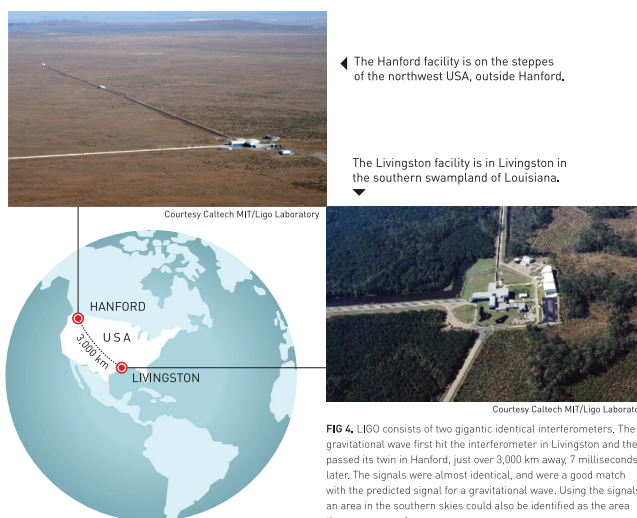 The Hanford facility is on the steppes
of the northwest USA, outside Hanford.
The Livingston facility is in Livingston in
the southern swampland of Louisiana.
Courtesy Caltech MIT/Ligo Laboratory
HANFORD
USA
3,000 km
LIVINGSTON
Courtesy Caltech MIT/Ligo Laborato
FIG 4. LIGO consists of two gigantic identical interferometers. The
gravitational wave first hit the interferometer in Livingston and the
passed its twin in Hanford, just over 3,000 km away, 7 milliseconds
later. The signals were almost identical, and were a good match
with the predicted signal for a gravitational wave. Using the signals
an area in the southern skies could also be identified as the area